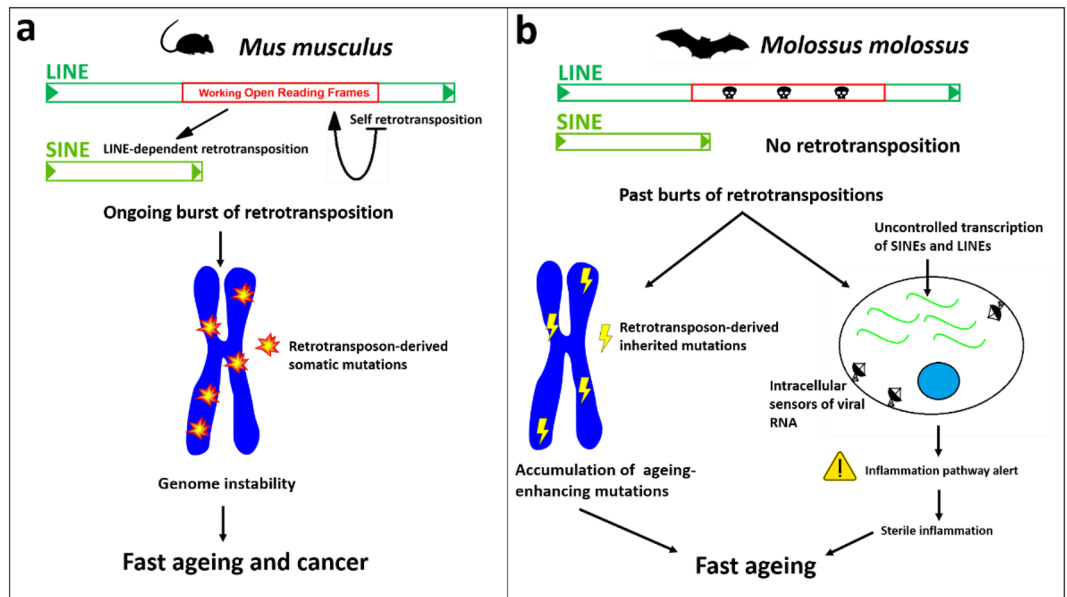 a
Mus musculus
LINE
Working Open Reading Frames
Self retrotransposition
LINE-dependent retrotransposition
SINE
Ongoing burst of retrotransposition
Retrotransposon-derived
somatic mutations
Genome instability
Fast ageing and cancer
b
Molossus molossus
LINE
SINE
No retrotransposition
Past burts of retrotranspositions
Uncontrolled transcription
of SINEs and LINEs
Retrotransposon-derived
inherited mutations
Intracellular
sensors of viral
RNA
Accumulation of ageing-
enhancing mutations
Inflammation pathway alert
Sterile inflammation
Fast ageing